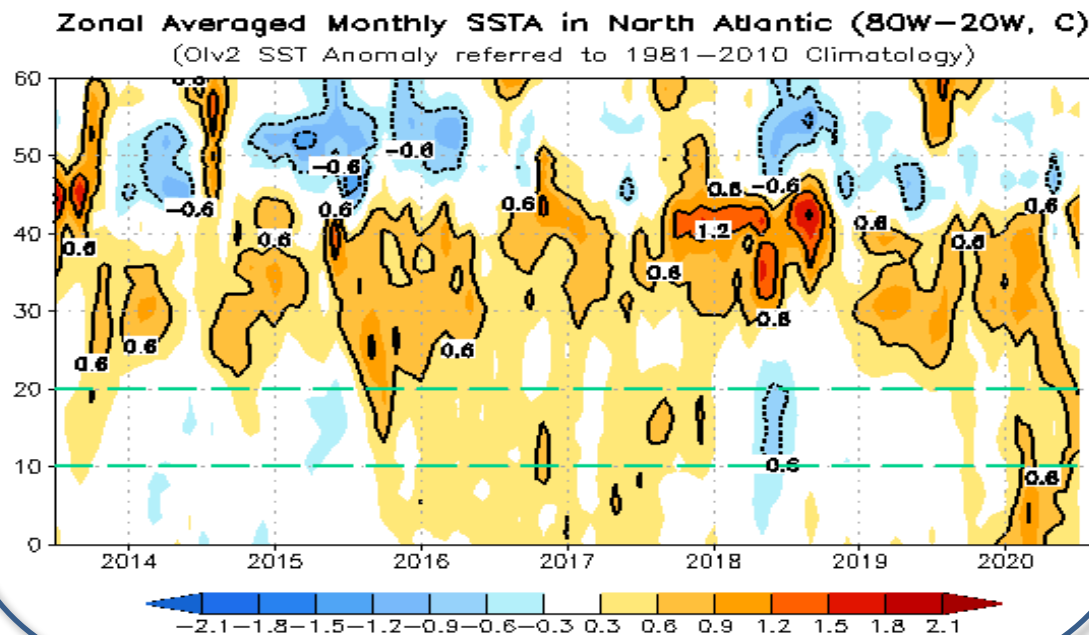 Zonal Averaged Monthly SSTA in North Atlantic (80W−20W, C)
(OIv2 SST Anomaly referred to 1981−2010 Climatology)
60
50 −0.6
−0.6
0.6 −0.6
−0.6 0.6 0.6 0.6
0.6
40 1.2
0.6 0.6 0.6
0.6
30 0.6
0.6 0.6
0.6
20
10 0.6
0.6
0
2014 2015 2016 2017 2018 2019 2020
−2.1 −1.8 −1.5 −1.2 −0.9 −0.6 −0.3 0.3 0.6 0.9 1.2 1.5 1.8 2.1